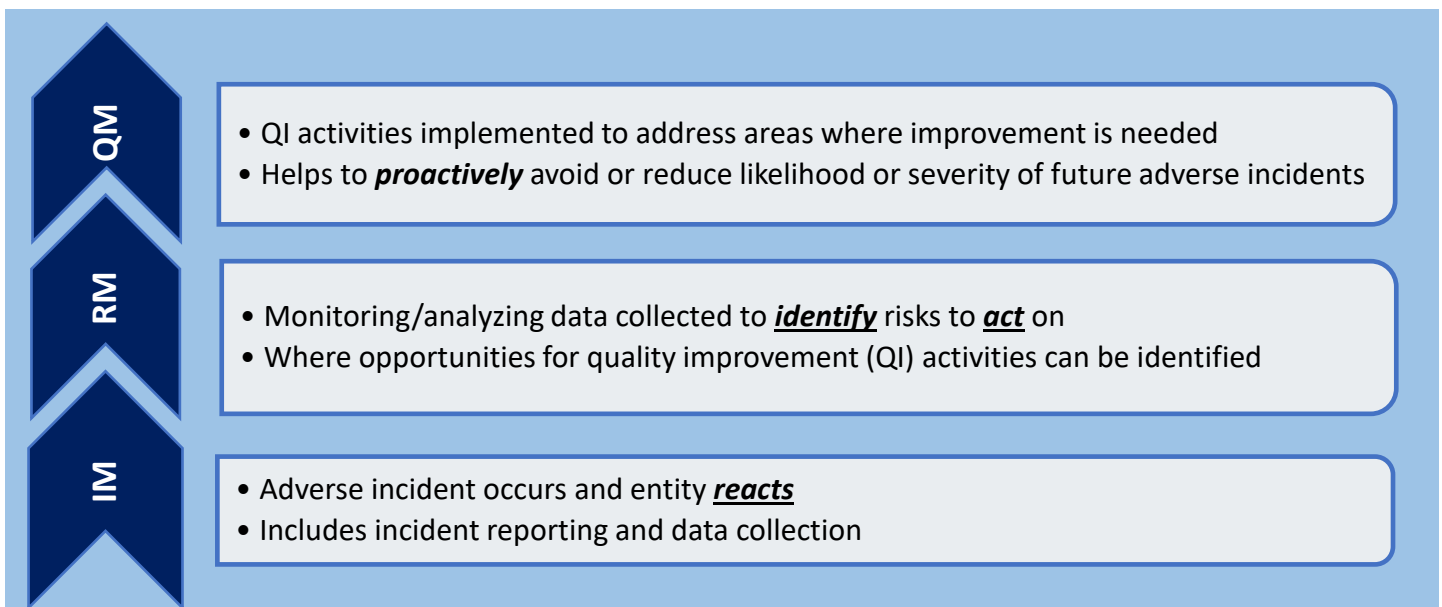 QM
• QI activities implemented to address areas where improvement is needed
• Helps to proactively avoid or reduce likelihood or severity of future adverse incidents
RM
• Monitoring/analyzing data collected to identify risks to act on
• Where opportunities for quality improvement (QI) activities can be identified
IM
• Adverse incident occurs and entity reacts
• Includes incident reporting and data collection